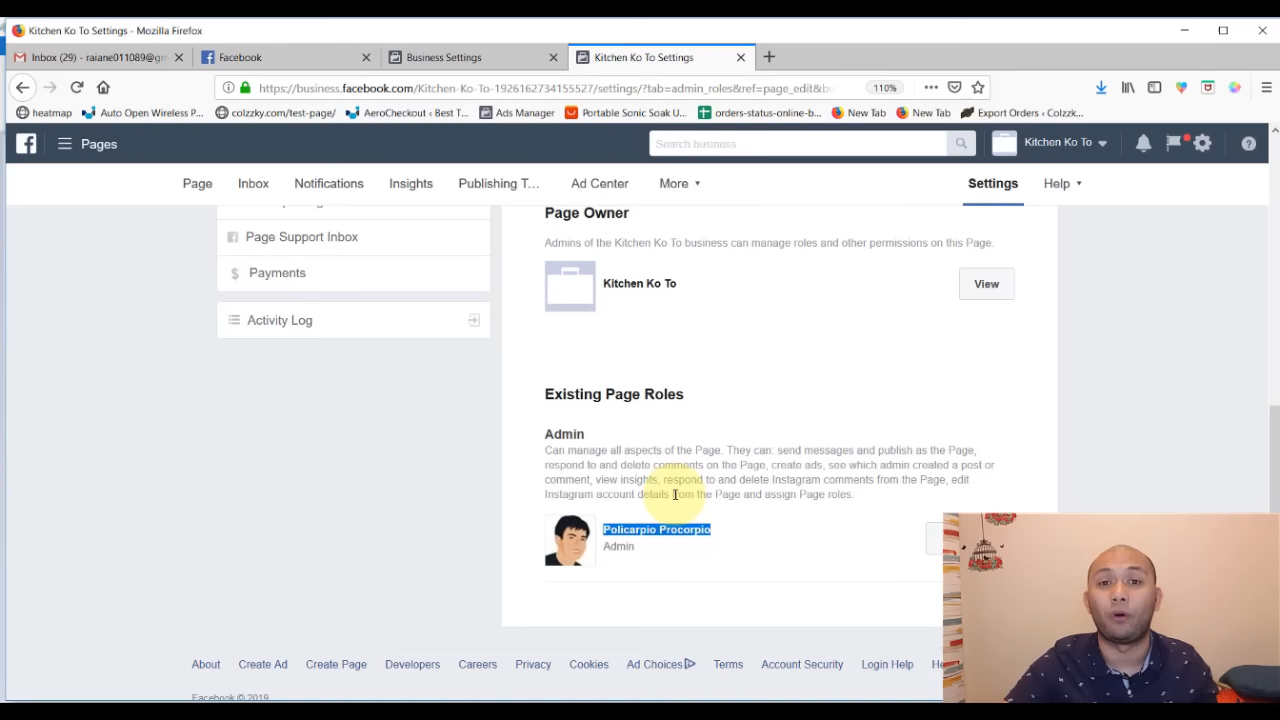 Kitchen Ko To Settings - Mozilla Firefox
Inbox (29) - raiane011089@gm
Facebook
Business Settings
Kitchen Ko To Settings
https://business.facebook.com/Kitchen-Ko-To-1926162734155527/settings/?tab=admin_roles&ref=page_edit&b
110%
heatmap
Auto Open Wireless P...
colzzky.com/test-page/
AeroCheckout ‹ Best T...
Ads Manager
Portable Sonic Soak U...
orders-status-online-b...
New Tab
New Tab
Export Orders ‹ Colzzk...
Pages
Search business
Kitchen Ko To
Page
Inbox
Notifications
Insights
Publishing T...
Ad Center
More
Settings
Help
Page Support Inbox
Payments
Activity Log
Page Owner
Admins of the Kitchen Ko To business can manage roles and other permissions on this Page.
Kitchen Ko To
View
Existing Page Roles
Admin
Can manage all aspects of the Page. They can: send messages and publish as the Page,
respond to and delete comments on the Page, create ads, see which admin created a post or
comment, view insights, respond to and delete Instagram comments from the Page, edit
Instagram account details from the Page and assign Page roles.
Policarpio Procorpio
Admin
About
Create Ad
Create Page
Developers
Careers
Privacy
Cookies
Ad Choices
Terms
Account Security
Login Help
Facebook © 2019